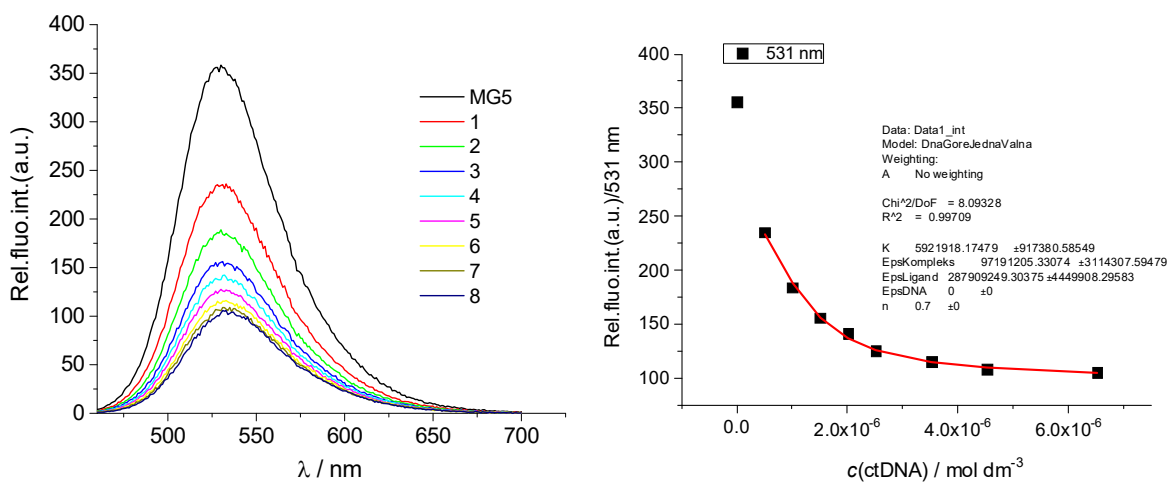 400
350
300
250
200
150
100
50
0
Rel.fluo.int.(a.u.)
500
550
600
650
700
λ / nm
MG5
1
2
3
4
5
6
7
8
400
350
300
250
200
150
100
Rel.fluo.int.(a.u.)/531 nm
531 nm
Data: Data1_int
Model: DnaGoreJednaValna
Weighting:
A No weighting
Chi^2/DoF = 8.09328
R^2 = 0.99709
K 5921918.17479 ±917380.58549
EpsKompleks 97191205.33074 ±3114307.59479
EpsLigand 287909249.30375 ±4449908.29583
EpsDNA 0 ±0
n 0.7 ±0
0.0
2.0x10⁻⁶
4.0x10⁻⁶
6.0x10⁻⁶
c(ctDNA) / mol dm⁻³